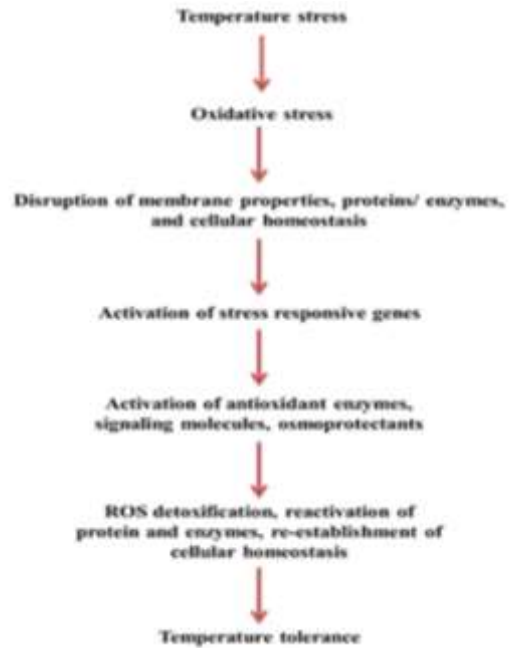 Temperature stress
Oxidative stress
Disruption of membrane properties, proteins/ enzymes,
and cellular homeostasis
Activation of stress responsive genes
Activation of antioxidant enzymes,
signaling molecules, osmoprotectants
ROS detoxification, reactivation of
protein and enzymes, re-establishment of
cellular homeostasis
Temperature tolerance